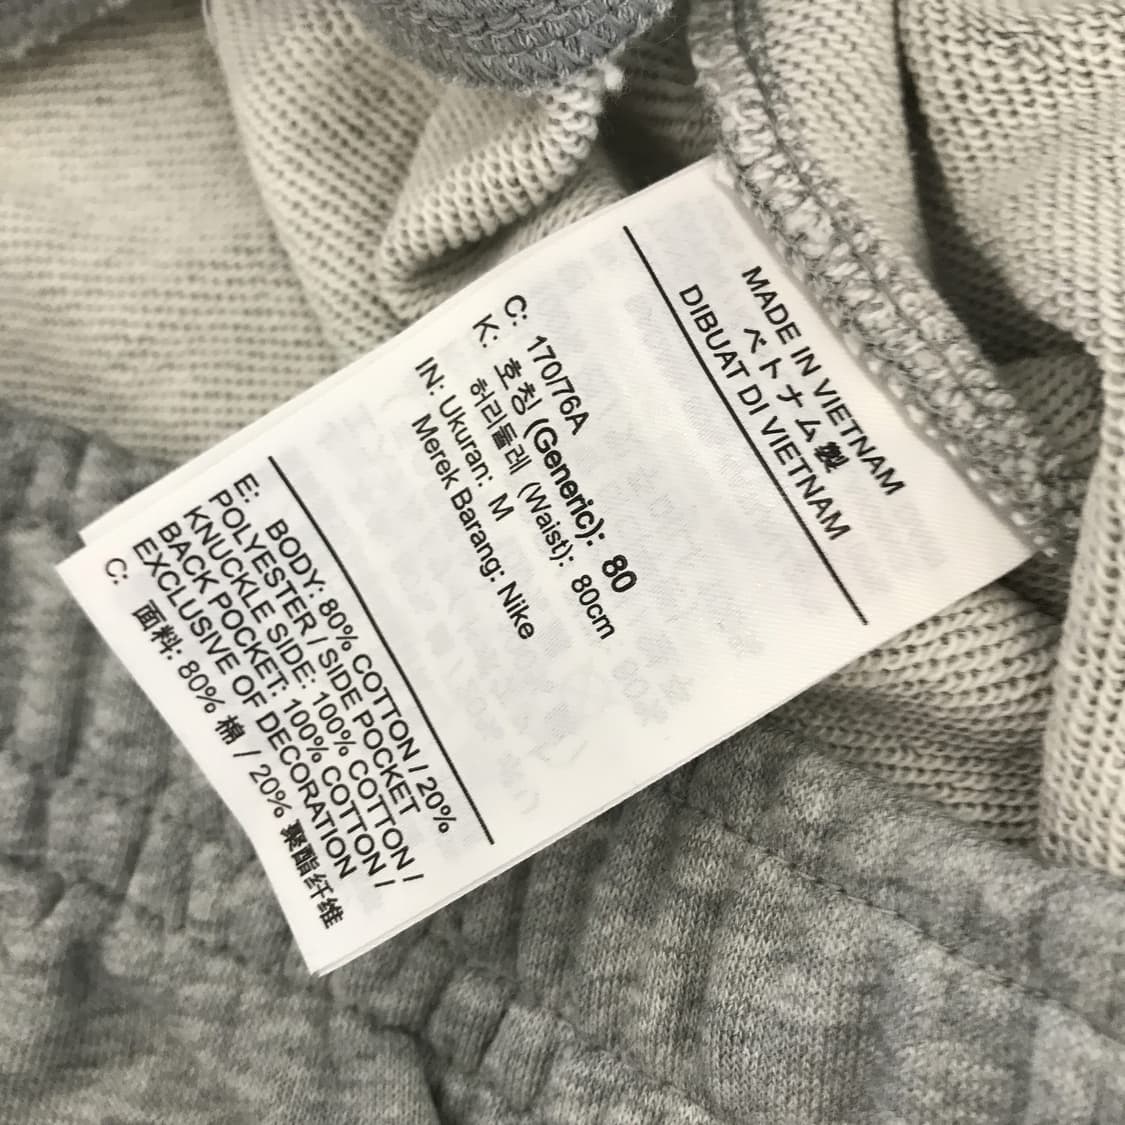 MADE IN VIETNAM
ベトナム製
DIBUAT DI VIETNAM
C: 170/76A
K: 호칭 (Generic): 80
허리둘레 (Waist): 80cm
IN: Ukuran: M
Merek Barang: Nike
E: BODY: 80% COTTON / 20%
POLYESTER / SIDE POCKET
KNUCKLE SIDE: 100% COTTON /
BACK POCKET: 100% COTTON /
EXCLUSIVE OF DECORATION
C: 面料: 80% 棉 / 20% 聚酯纤维